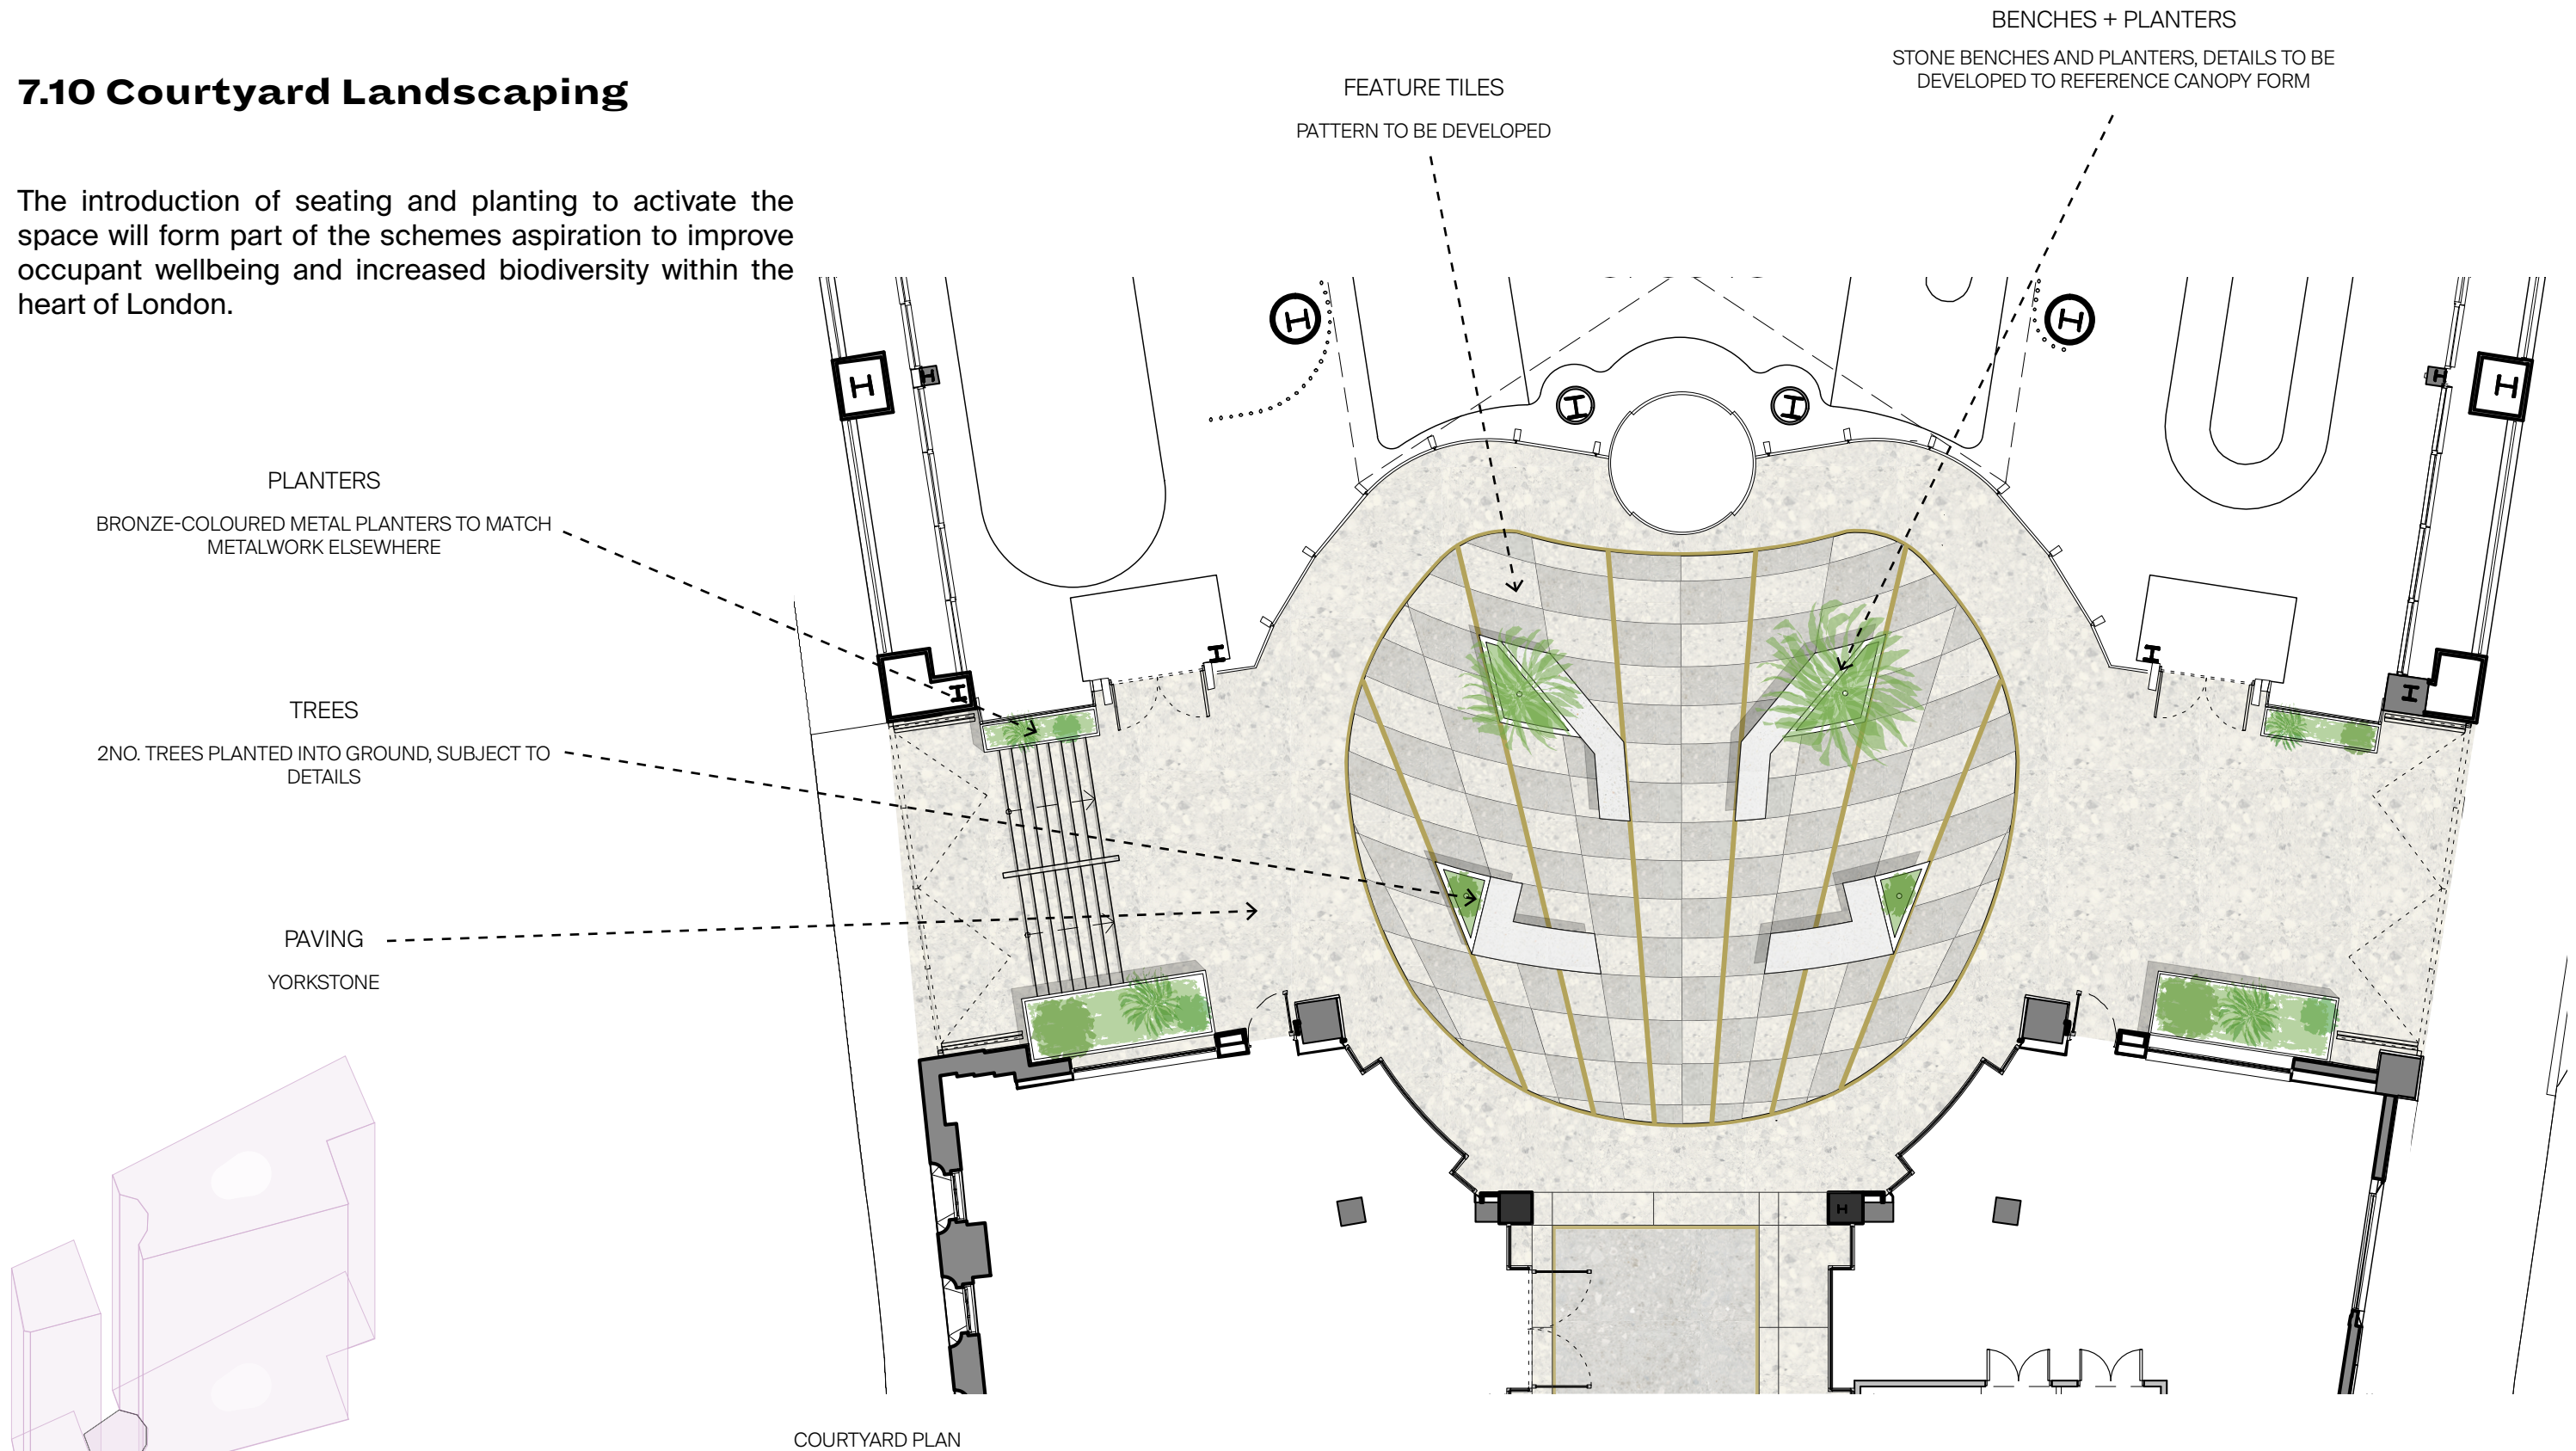 7.10 Courtyard Landscaping
The introduction of seating and planting to activate the
space will form part of the schemes aspiration to improve
occupant wellbeing and increased biodiversity within the
heart of London.
BENCHES + PLANTERS
STONE BENCHES AND PLANTERS, DETAILS TO BE
DEVELOPED TO REFERENCE CANOPY FORM
FEATURE TILES
PATTERN TO BE DEVELOPED
PLANTERS
BRONZE-COLOURED METAL PLANTERS TO MATCH
METALWORK ELSEWHERE
TREES
2NO. TREES PLANTED INTO GROUND, SUBJECT TO
DETAILS
PAVING
YORKSTONE
COURTYARD PLAN